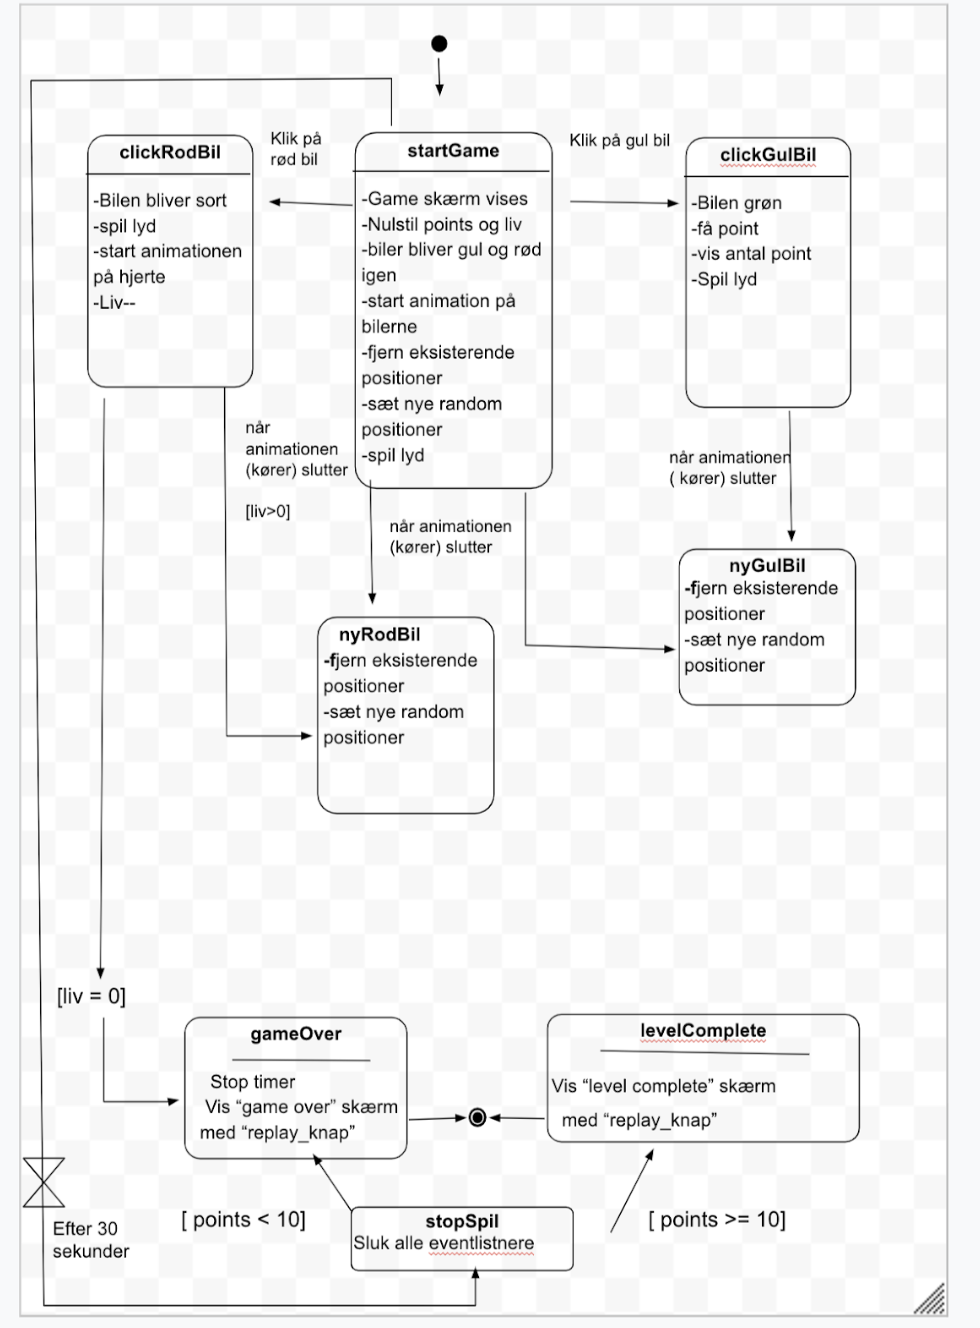 Klik på
rød bil
Klik på gul bil
clickRodBil
-Bilen bliver sort
-spil lyd
-start animationen
på hjerte
-Liv--
startGame
-Game skærm vises
-Nulstil points og liv
-biler bliver gul og rød
igen
-start animation på
bilerne
-fjern eksisterende
positioner
-sæt nye random
positioner
-spil lyd
clickGulBil
-Bilen grøn
-få point
-vis antal point
-Spil lyd
når
animationen
(kører) slutter
[liv>0]
når animationen
(kører) slutter
når animationen
( kører) slutter
nyRodBil
-fjern eksisterende
positioner
-sæt nye random
positioner
nyGulBil
-fjern eksisterende
positioner
-sæt nye random
positioner
[liv = 0]
gameOver
Stop timer
Vis “game over” skærm
med “replay_knap”
levelComplete
Vis “level complete” skærm
med “replay_knap”
Efter 30
sekunder
[ points < 10]
stopSpil
Sluk alle eventlistnere
[ points >= 10]